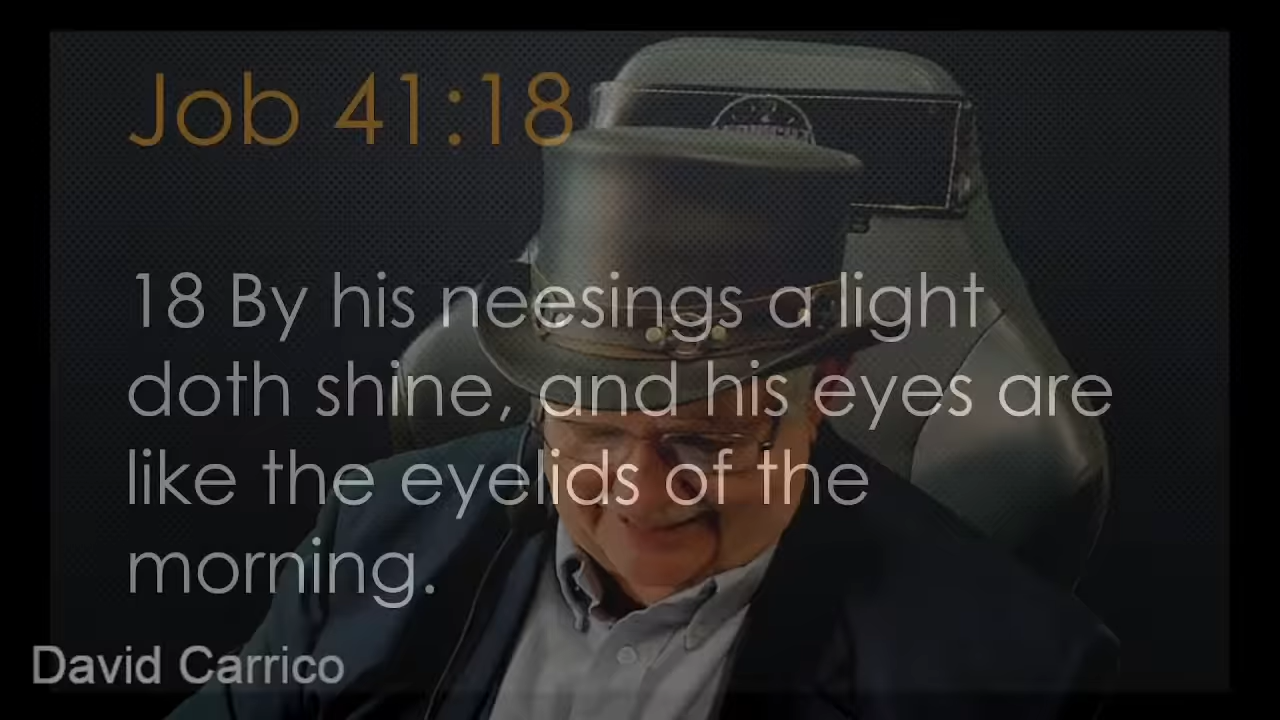 Job 41:18
18 By his neesings a light
doth shine, and his eyes are
like the eyelids of the
morning.
David Carrico